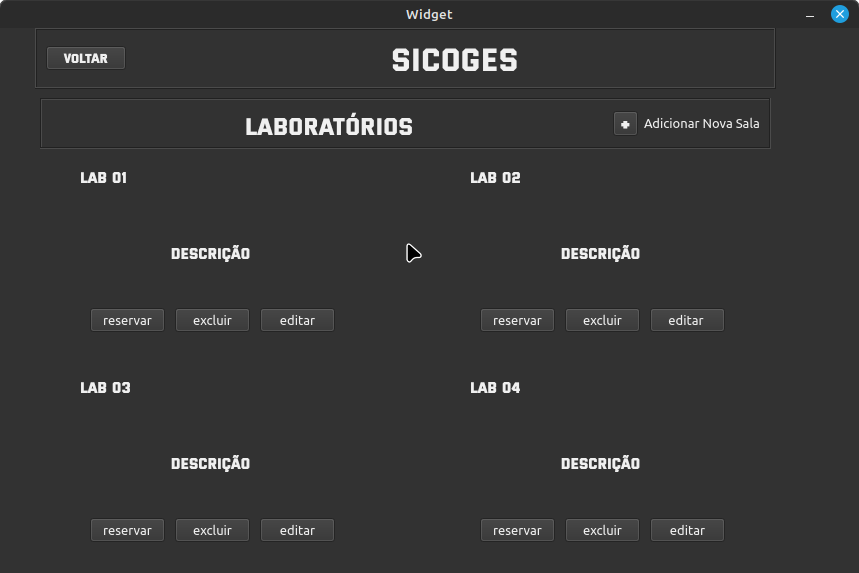 Widget
VOLTAR
SICOGES
LABORATÓRIOS
Adicionar Nova Sala
LAB 01
LAB 02
DESCRIÇÃO
DESCRIÇÃO
reservar excluir editar
reservar excluir editar
LAB 03
LAB 04
DESCRIÇÃO
DESCRIÇÃO
reservar excluir editar
reservar excluir editar